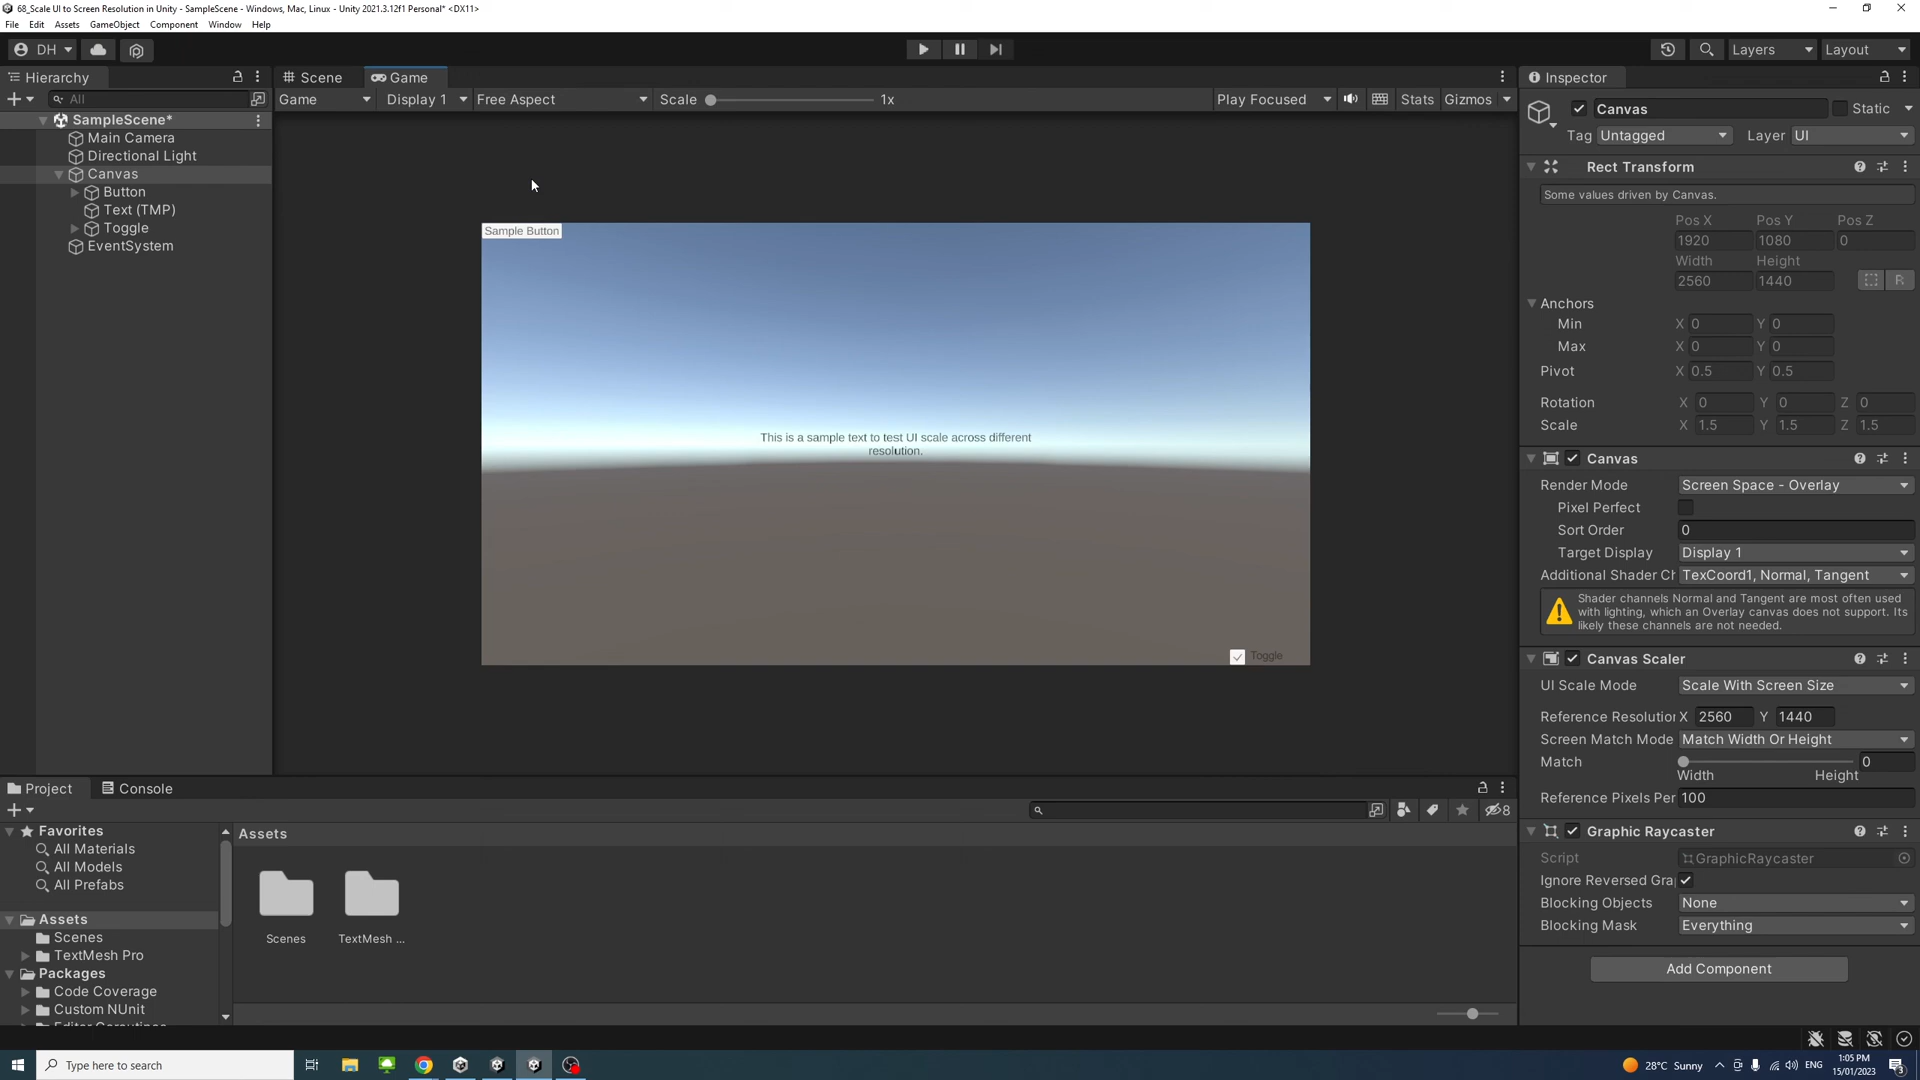 68_Scale UI to Screen Resolution in Unity - SampleScene - Windows, Mac, Linux - Unity 2021.3.12f1 Personal* <DX11>
File Edit Assets GameObject Component Window Help
DH
Layers Layout
Hierarchy
All
SampleScene*
Main Camera
Directional Light
Canvas
Button
Text (TMP)
Toggle
EventSystem
Scene Game
Game Display 1 Free Aspect Scale 1x Play Focused Stats Gizmos
Sample Button
This is a sample text to test UI scale across different
resolution.
Toggle
Inspector
Canvas Static
Tag Untagged Layer UI
Rect Transform
Some values driven by Canvas.
Pos X Pos Y Pos Z
1920 1080 0
Width Height
2560 1440 R
Anchors
Min X 0 Y 0
Max X 0 Y 0
Pivot X 0.5 Y 0.5
Rotation X 0 Y 0 Z 0
Scale X 1.5 Y 1.5 Z 1.5
Canvas
Render Mode Screen Space - Overlay
Pixel Perfect
Sort Order 0
Target Display Display 1
Additional Shader Ch TexCoord1, Normal, Tangent
Shader channels Normal and Tangent are most often used
with lighting, which an Overlay canvas does not support. Its
likely these channels are not needed.
Canvas Scaler
UI Scale Mode Scale With Screen Size
Reference Resolution X 2560 Y 1440
Screen Match Mode Match Width Or Height
Match 0
Width Height
Reference Pixels Per 100
Graphic Raycaster
Script GraphicRaycaster
Ignore Reversed Gra
Blocking Objects None
Blocking Mask Everything
Add Component
Project Console
8
Favorites
All Materials
All Models
All Prefabs
Assets
Scenes
TextMesh Pro
Packages
Code Coverage
Custom NUnit
Editor Coroutines
Assets
Scenes
TextMesh ...
Type here to search
28°C Sunny
ENG
1:05 PM
15/01/2023
3